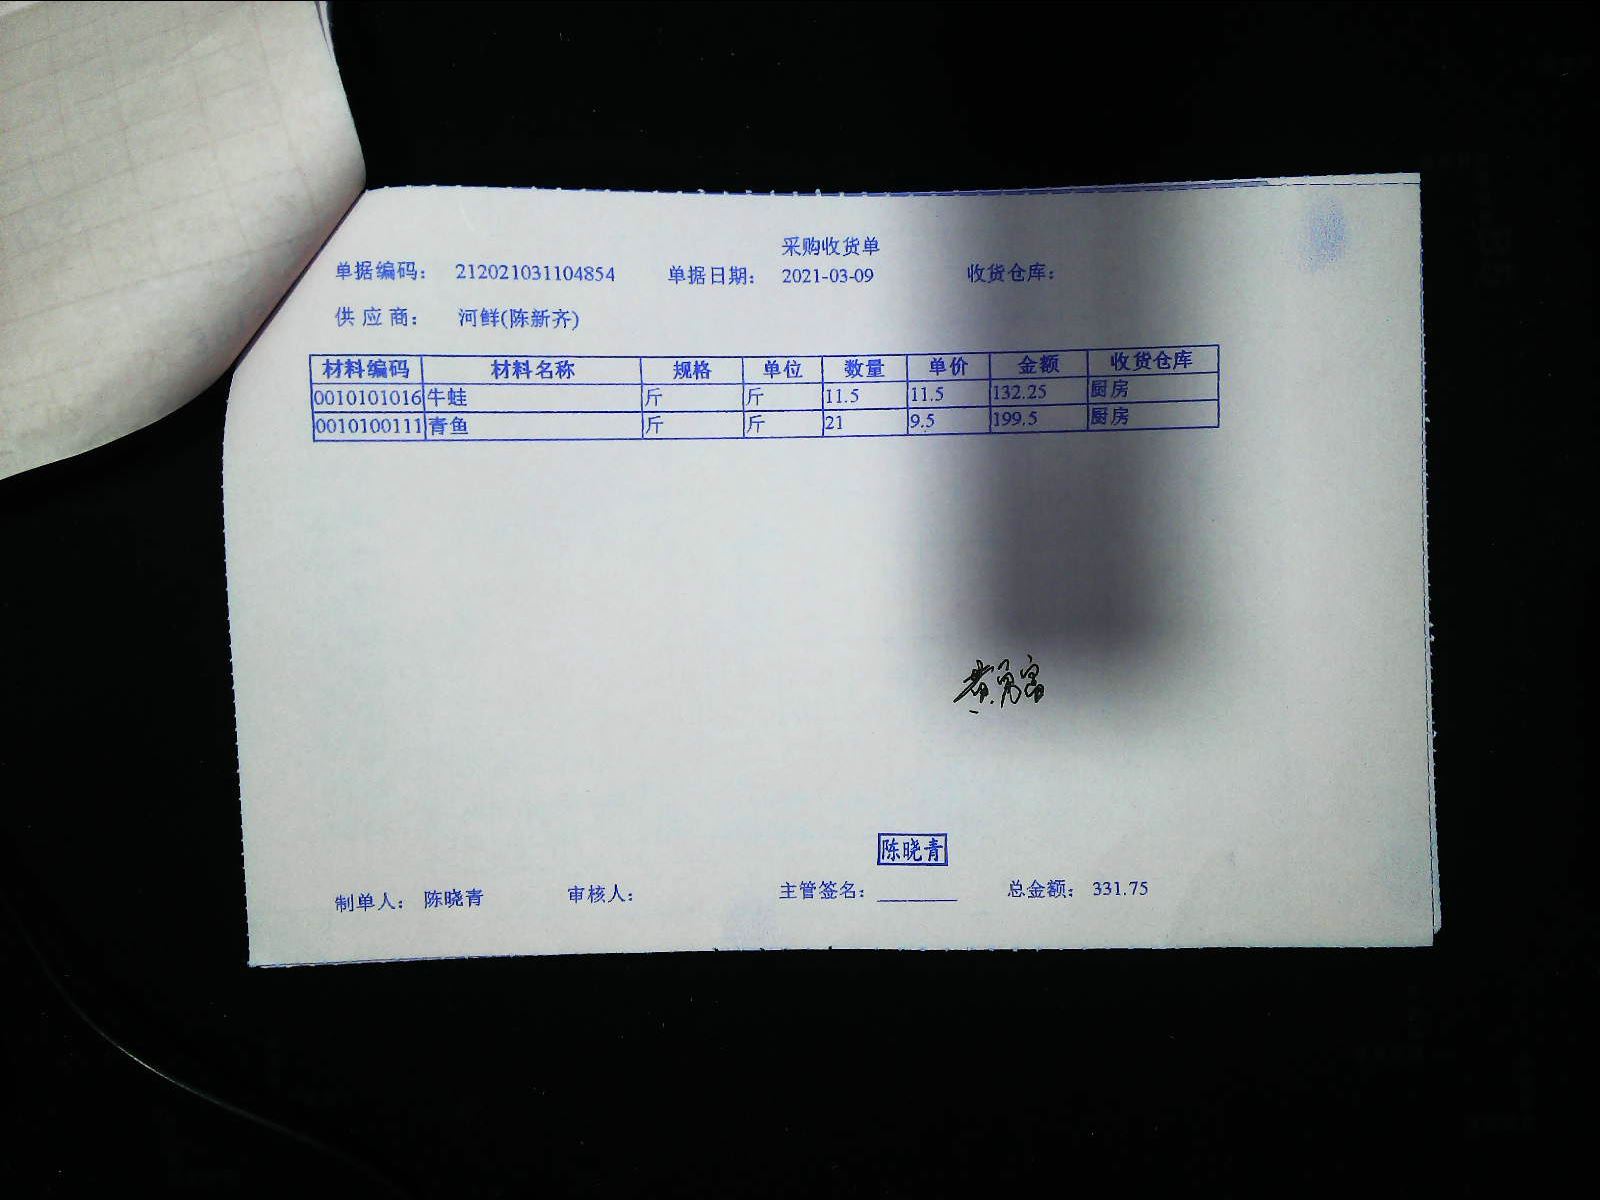 采购收货单
单据编码： 212021031104854 单据日期： 2021-03-09 收货仓库：
供应商： 河鲜(陈新齐)
材料编码 材料名称 规格 单位 数量 单价 金额 收货仓库
0010101016 牛蛙 斤 斤 11.5 11.5 132.25 厨房
0010100111 青鱼 斤 斤 21 9.5 199.5 厨房
黄勇富
陈晓青
制单人： 陈晓青 审核人： 主管签名： 总金额： 331.75